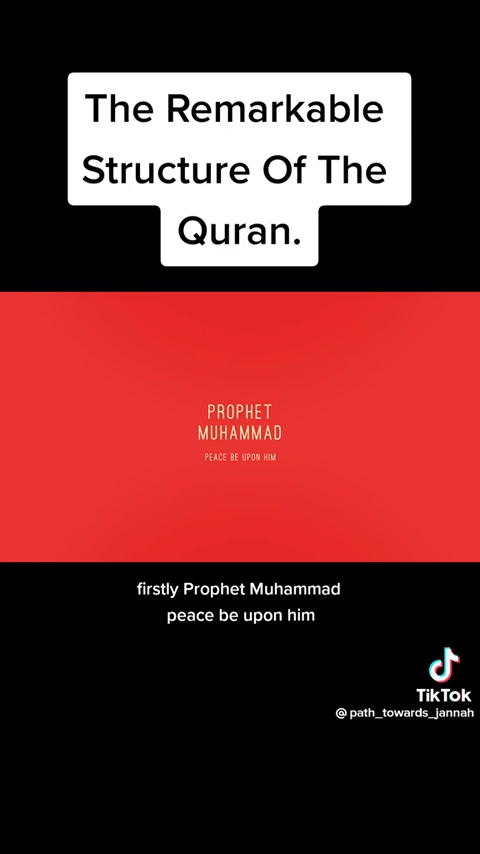 The Remarkable
Structure Of The
Quran.
PROPHET
MUHAMMAD
PEACE BE UPON HIM
firstly Prophet Muhammad
peace be upon him
TikTok
@path_towards_jannah